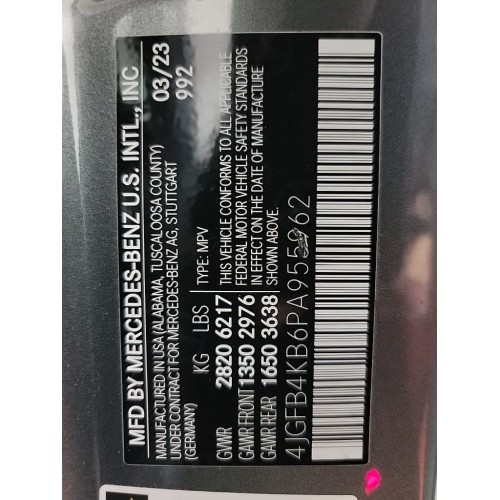 MFD BY MERCEDES-BENZ U.S. INTL., INC
MANUFACTURED IN USA (ALABAMA, TUSCALOOSA COUNTY) 03/23
UNDER CONTRACT FOR MERCEDES-BENZ AG, STUTTGART 992
(GERMANY)
KG LBS
GVWR 2820 6217 TYPE: MPV
GAWR FRONT 1350 2976 THIS VEHICLE CONFORMS TO ALL APPLICABLE
FEDERAL MOTOR VEHICLE SAFETY STANDARDS
GAWR REAR 1650 3638 IN EFFECT ON THE DATE OF MANUFACTURE
SHOWN ABOVE.